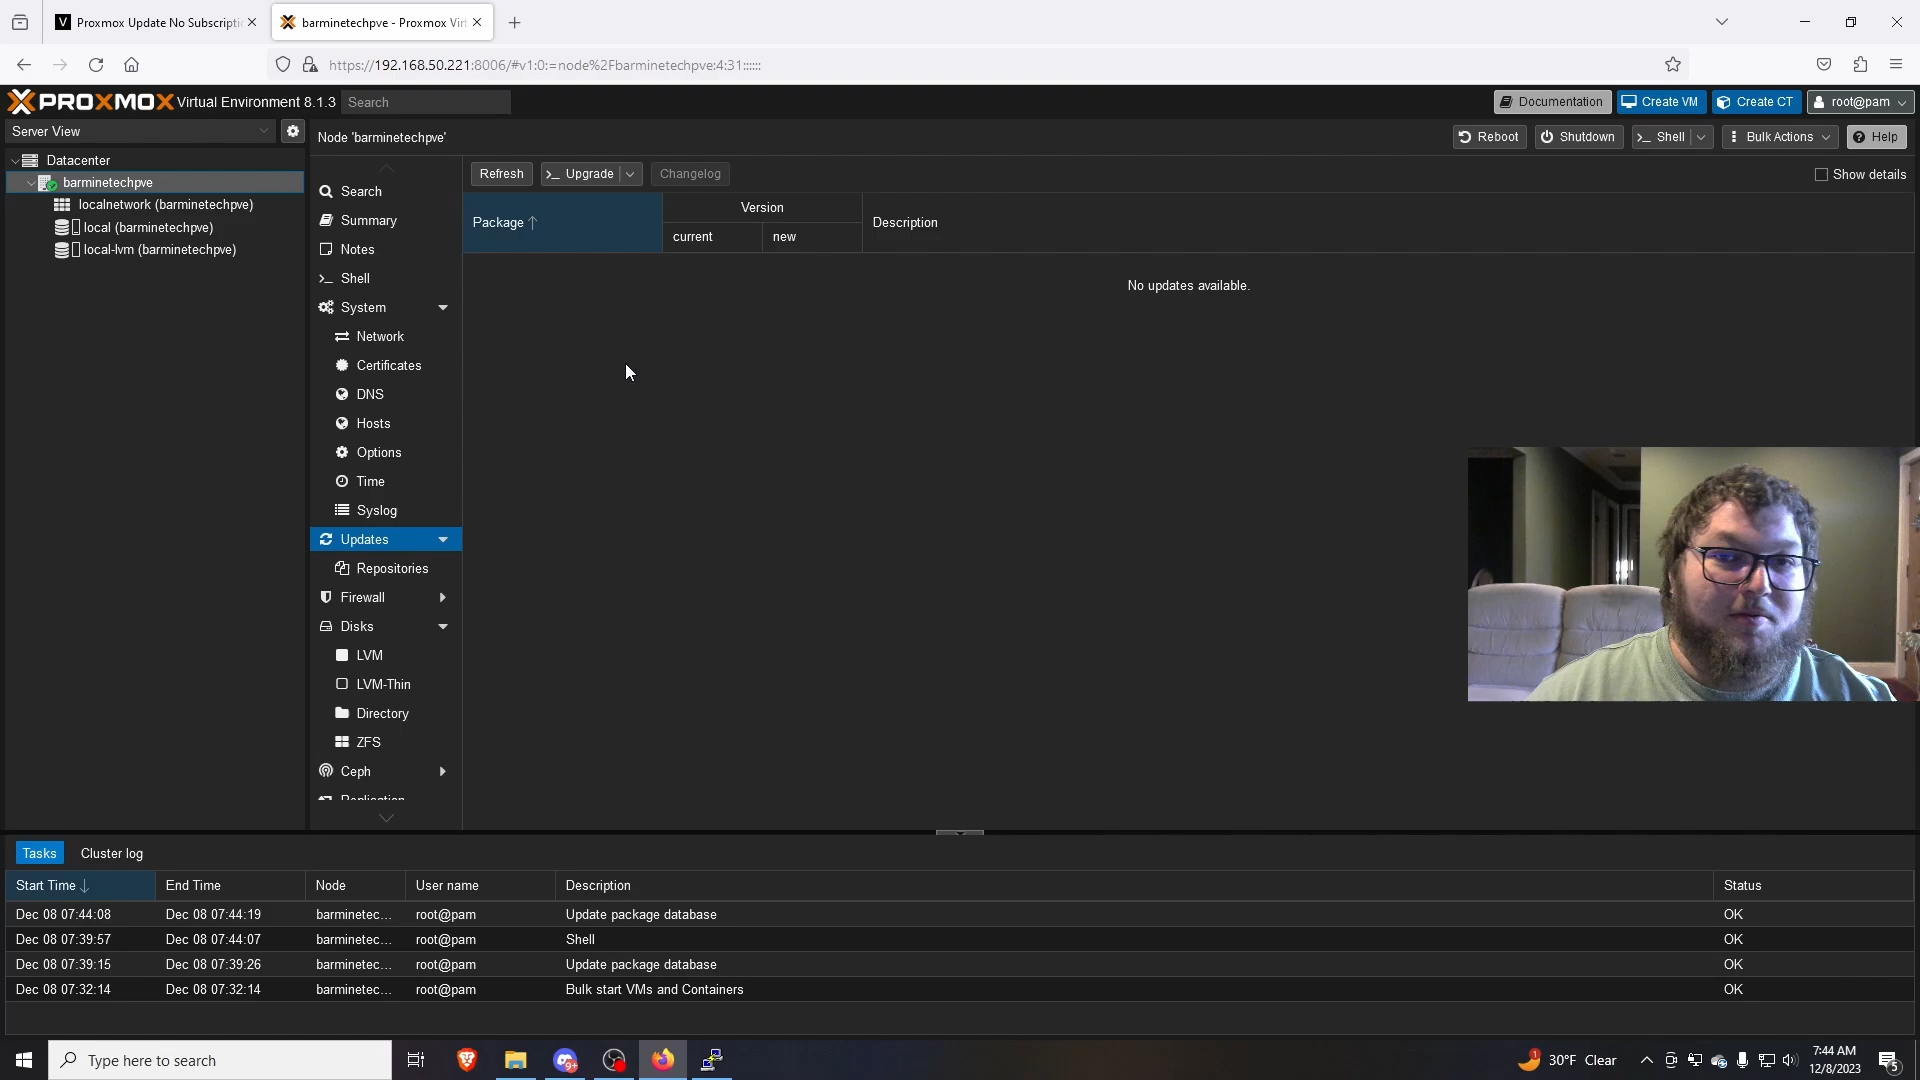 Proxmox Update No Subscripti
barminetechpve - Proxmox Vir
https://192.168.50.221:8006/#v1:0:=node%2Fbarminetechpve:4:31::::::
PROXMOX Virtual Environment 8.1.3
Search
Documentation
Create VM
Create CT
root@pam
Server View
Node 'barminetechpve'
Reboot
Shutdown
Shell
Bulk Actions
Help
Datacenter
barminetechpve
localnetwork (barminetechpve)
local (barminetechpve)
local-lvm (barminetechpve)
Search
Summary
Notes
Shell
System
Network
Certificates
DNS
Hosts
Options
Time
Syslog
Updates
Repositories
Firewall
Disks
LVM
LVM-Thin
Directory
ZFS
Ceph
Replication
Refresh
Upgrade
Changelog
Show details
Package
Version
current
new
Description
No updates available.
Tasks
Cluster log
Start Time
End Time
Node
User name
Description
Status
Dec 08 07:44:08 Dec 08 07:44:19 barminetec... root@pam Update package database OK
Dec 08 07:39:57 Dec 08 07:44:07 barminetec... root@pam Shell OK
Dec 08 07:39:15 Dec 08 07:39:26 barminetec... root@pam Update package database OK
Dec 08 07:32:14 Dec 08 07:32:14 barminetec... root@pam Bulk start VMs and Containers OK
Type here to search
9+
1
30°F Clear
7:44 AM
12/8/2023
5